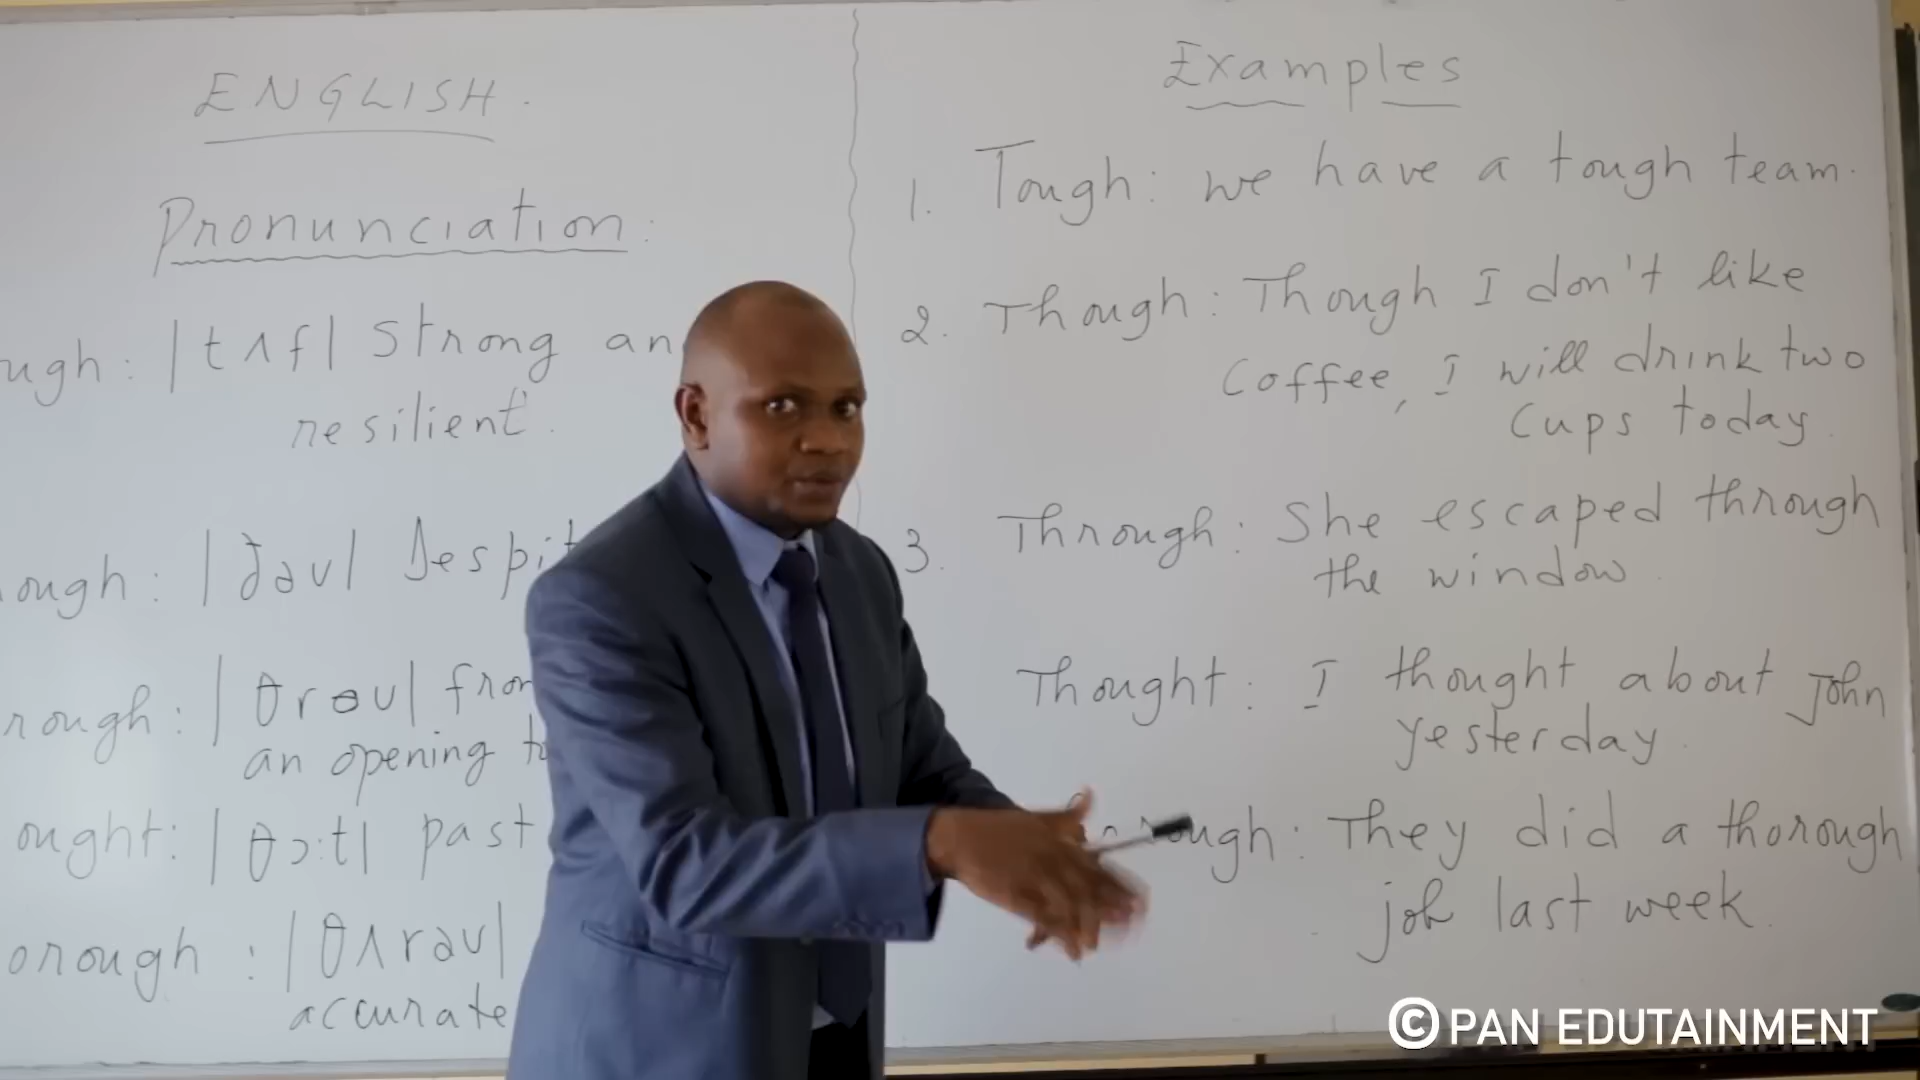 ENGLISH.
Pronunciation:
ugh: |tʌf| Strong an
resilient.
ough: |ðəʊ| Despit
rough: |θrəʊ| from
an opening to
ought: |θɔ:t| past
orough: |θʌrəʊ|
accurate
Examples
1. Tough: we have a tough team.
2. Though: Though I don't like
Coffee, I will drink two
Cups today.
3. Through: She escaped through
the window.
Thought: I thought about John
yesterday.
ough: They did a thorough
job last week.
© PAN EDUTAINMENT